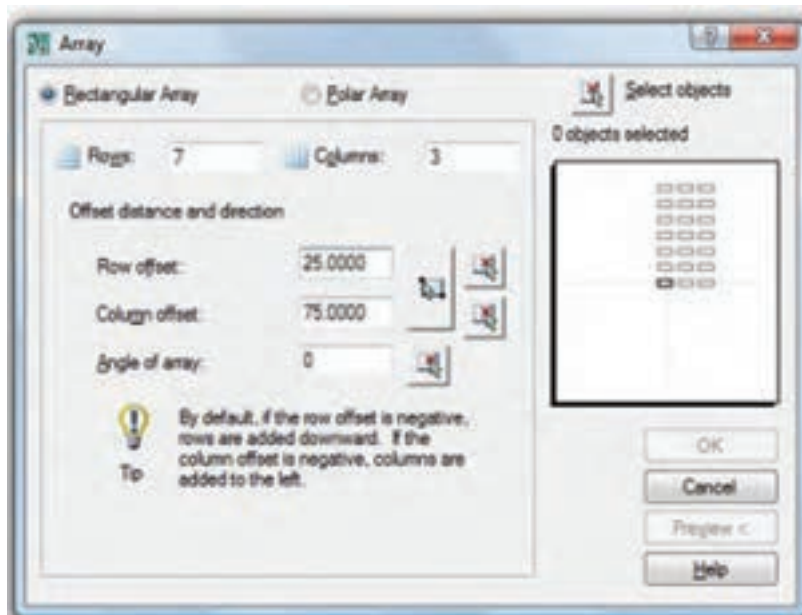 Array
Rectangular Array
Polar Array
Select objects
0 objects selected
Rows: 7
Columns: 3
Offset distance and direction
Row offset: 25.0000
Column offset: 75.0000
Angle of array: 0
By default, if the row offset is negative,
rows are added downward. If the
column offset is negative, columns are
added to the left.
Tip
OK
Cancel
Preview <
Help